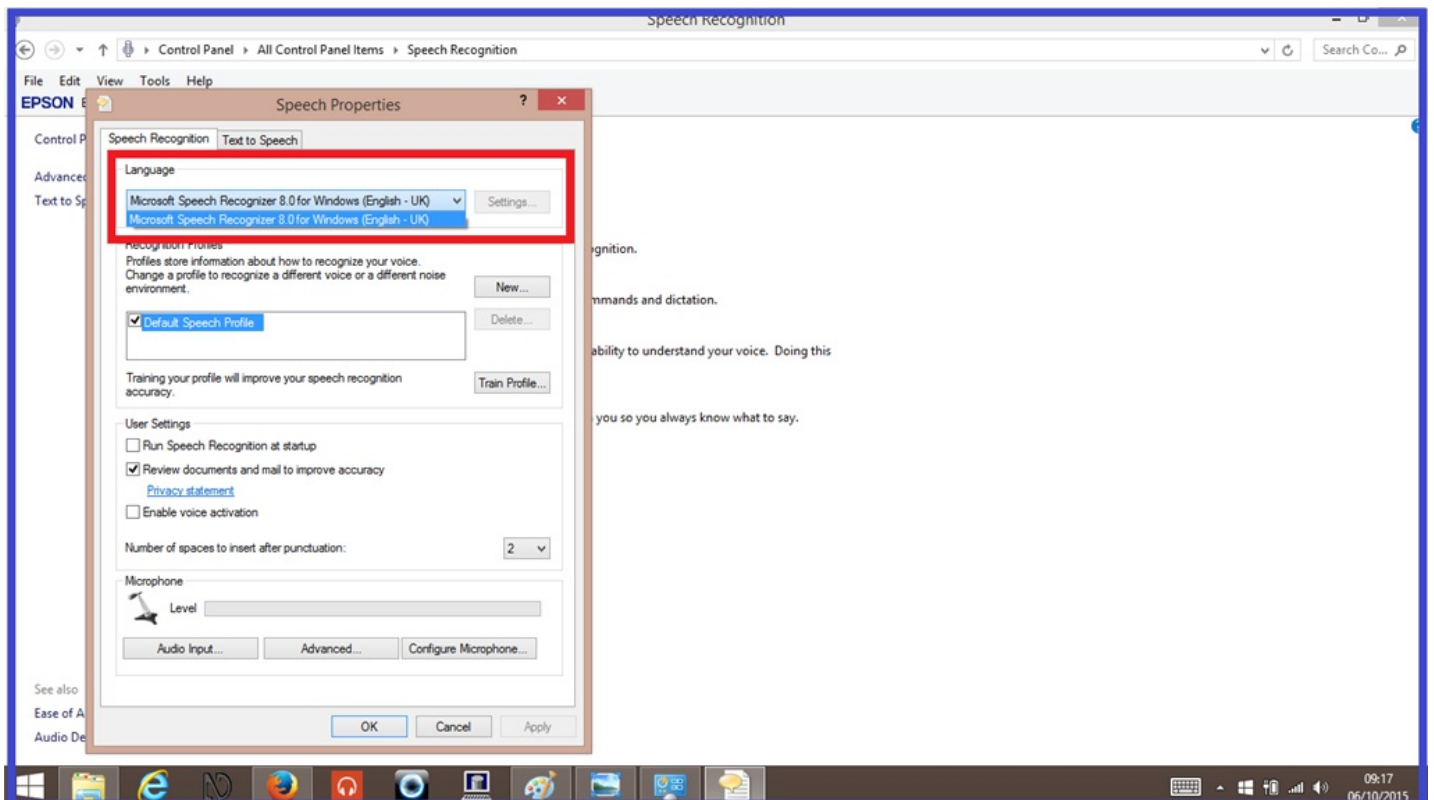 Speech Recognition
Control Panel All Control Panel Items Speech Recognition
Search Co...
File Edit View Tools Help
EPSON
Speech Properties ?
Control P
Advanced
Text to Sp
Speech Recognition Text to Speech
Language
Microsoft Speech Recognizer 8.0 for Windows (English - UK) Settings...
Microsoft Speech Recognizer 8.0 for Windows (English - UK)
Recognition Profiles
Profiles store information about how to recognize your voice.
Change a profile to recognize a different voice or a different noise
environment.
New...
Default Speech Profile
Delete...
Training your profile will improve your speech recognition
accuracy.
Train Profile...
User Settings
Run Speech Recognition at startup
Review documents and mail to improve accuracy
Privacy statement
Enable voice activation
Number of spaces to insert after punctuation: 2
Microphone
Level
Audio Input... Advanced... Configure Microphone...
OK Cancel Apply
ognition.
mmands and dictation.
ability to understand your voice. Doing this
you so you always know what to say.
See also
Ease of A
Audio De
09:17
06/10/2015